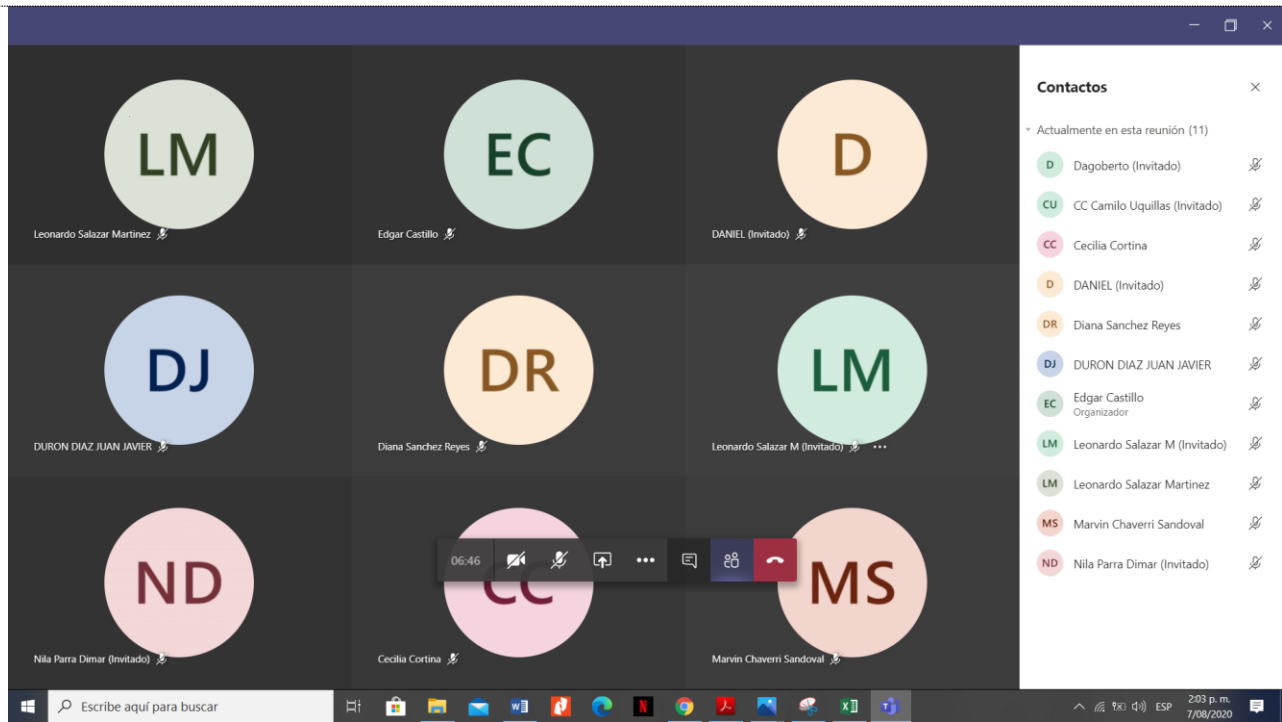 LM
EC
D
Leonardo Salazar Martinez
Edgar Castillo
DANIEL (Invitado)
DJ
DR
LM
DURON DIAZ JUAN JAVIER
Diana Sanchez Reyes
Leonardo Salazar M (Invitado) •••
ND
CC
MS
06:46 •••
Nila Parra Dimar (Invitado)
Cecilia Cortina
Marvin Chaverri Sandoval
Contactos
Actualmente en esta reunión (11)
D Dagoberto (Invitado)
CU CC Camilo Uquillas (Invitado)
CC Cecilia Cortina
D DANIEL (Invitado)
DR Diana Sanchez Reyes
DJ DURON DIAZ JUAN JAVIER
EC Edgar Castillo
Organizador
LM Leonardo Salazar M (Invitado)
LM Leonardo Salazar Martinez
MS Marvin Chaverri Sandoval
ND Nila Parra Dimar (Invitado)
Escribe aquí para buscar
ESP
2:03 p. m.
7/08/2020